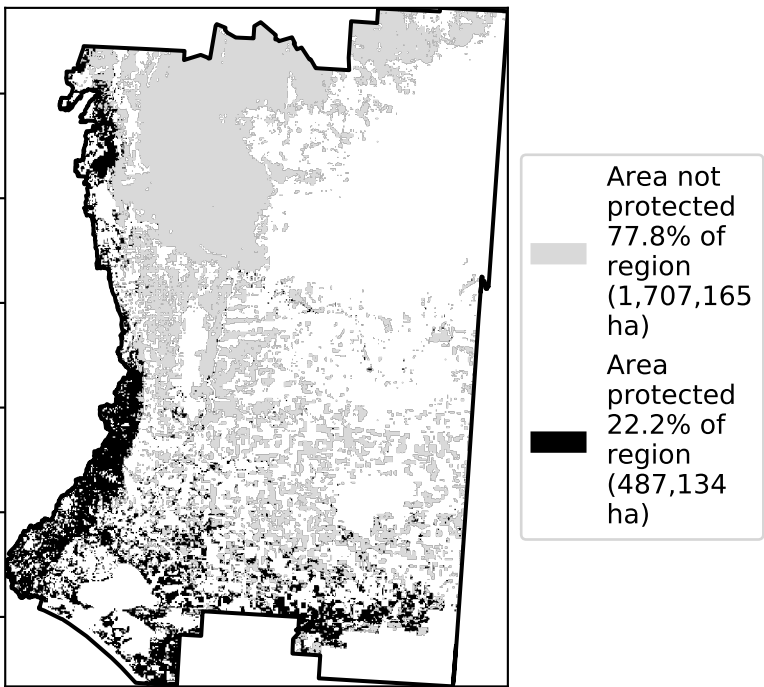 Area not
protected
77.8% of
region
(1,707,165
ha)
Area
protected
22.2% of
region
(487,134
ha)